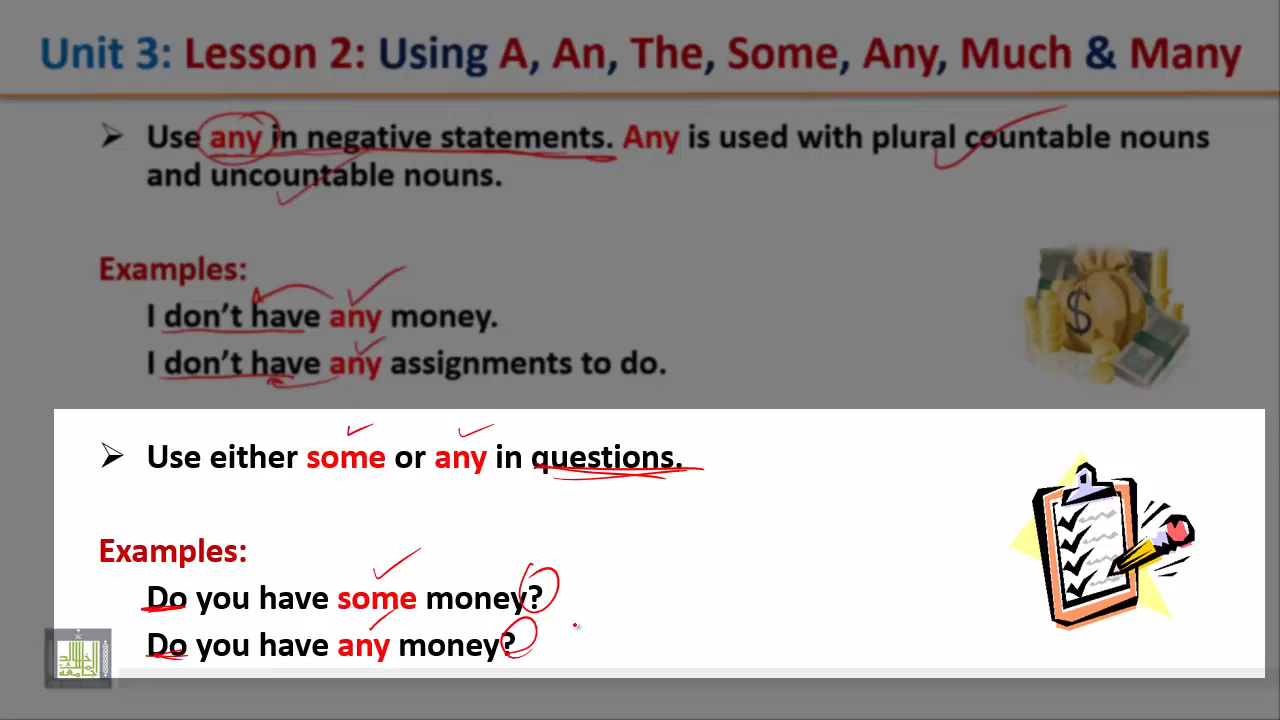 Unit 3: Lesson 2: Using A, An, The, Some, Any, Much & Many
➢ Use any in negative statements. Any is used with plural countable nouns
and uncountable nouns.
Examples:
I don’t have any money.
I don’t have any assignments to do.
➢ Use either some or any in questions.
Examples:
Do you have some money?
Do you have any money?